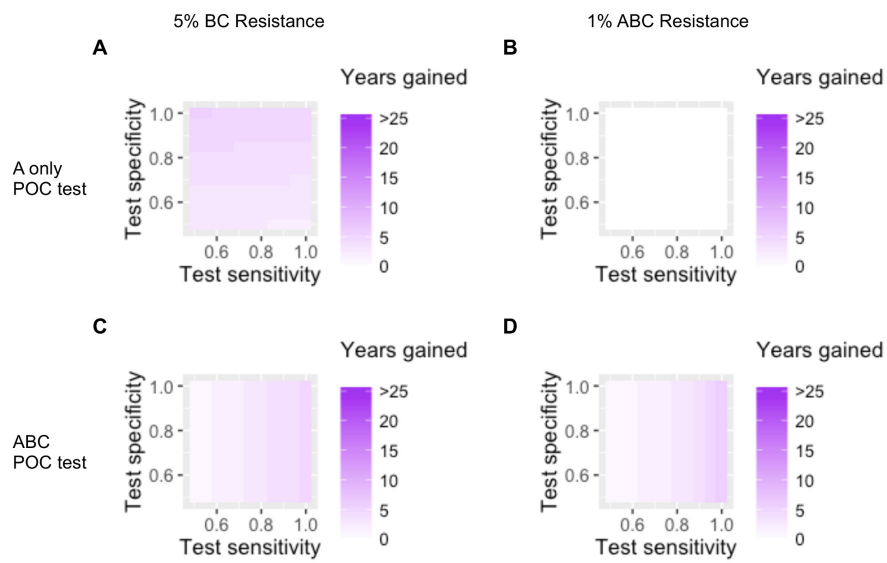 5% BC Resistance
1% ABC Resistance
A
B
Years gained
Years gained
A only
POC test
Test specificity
1.0
0.8
0.6
0.6 0.8 1.0
Test sensitivity
>25
20
15
10
5
0
Test specificity
1.0
0.8
0.6
0.6 0.8 1.0
Test sensitivity
>25
20
15
10
5
0
C
D
Years gained
Years gained
ABC
POC test
Test specificity
1.0
0.8
0.6
0.6 0.8 1.0
Test sensitivity
>25
20
15
10
5
0
Test specificity
1.0
0.8
0.6
0.6 0.8 1.0
Test sensitivity
>25
20
15
10
5
0